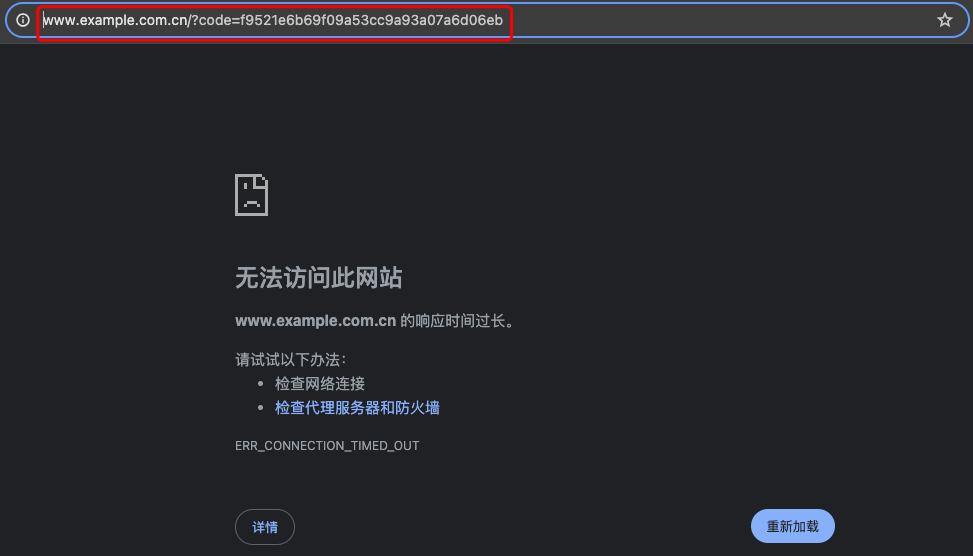 www.example.com.cn/?code=f9521e6b69f09a53cc9a93a07a6d06eb
无法访问此网站
www.example.com.cn 的响应时间过长。
请试试以下办法：
• 检查网络连接
• 检查代理服务器和防火墙
ERR_CONNECTION_TIMED_OUT
详情
重新加载